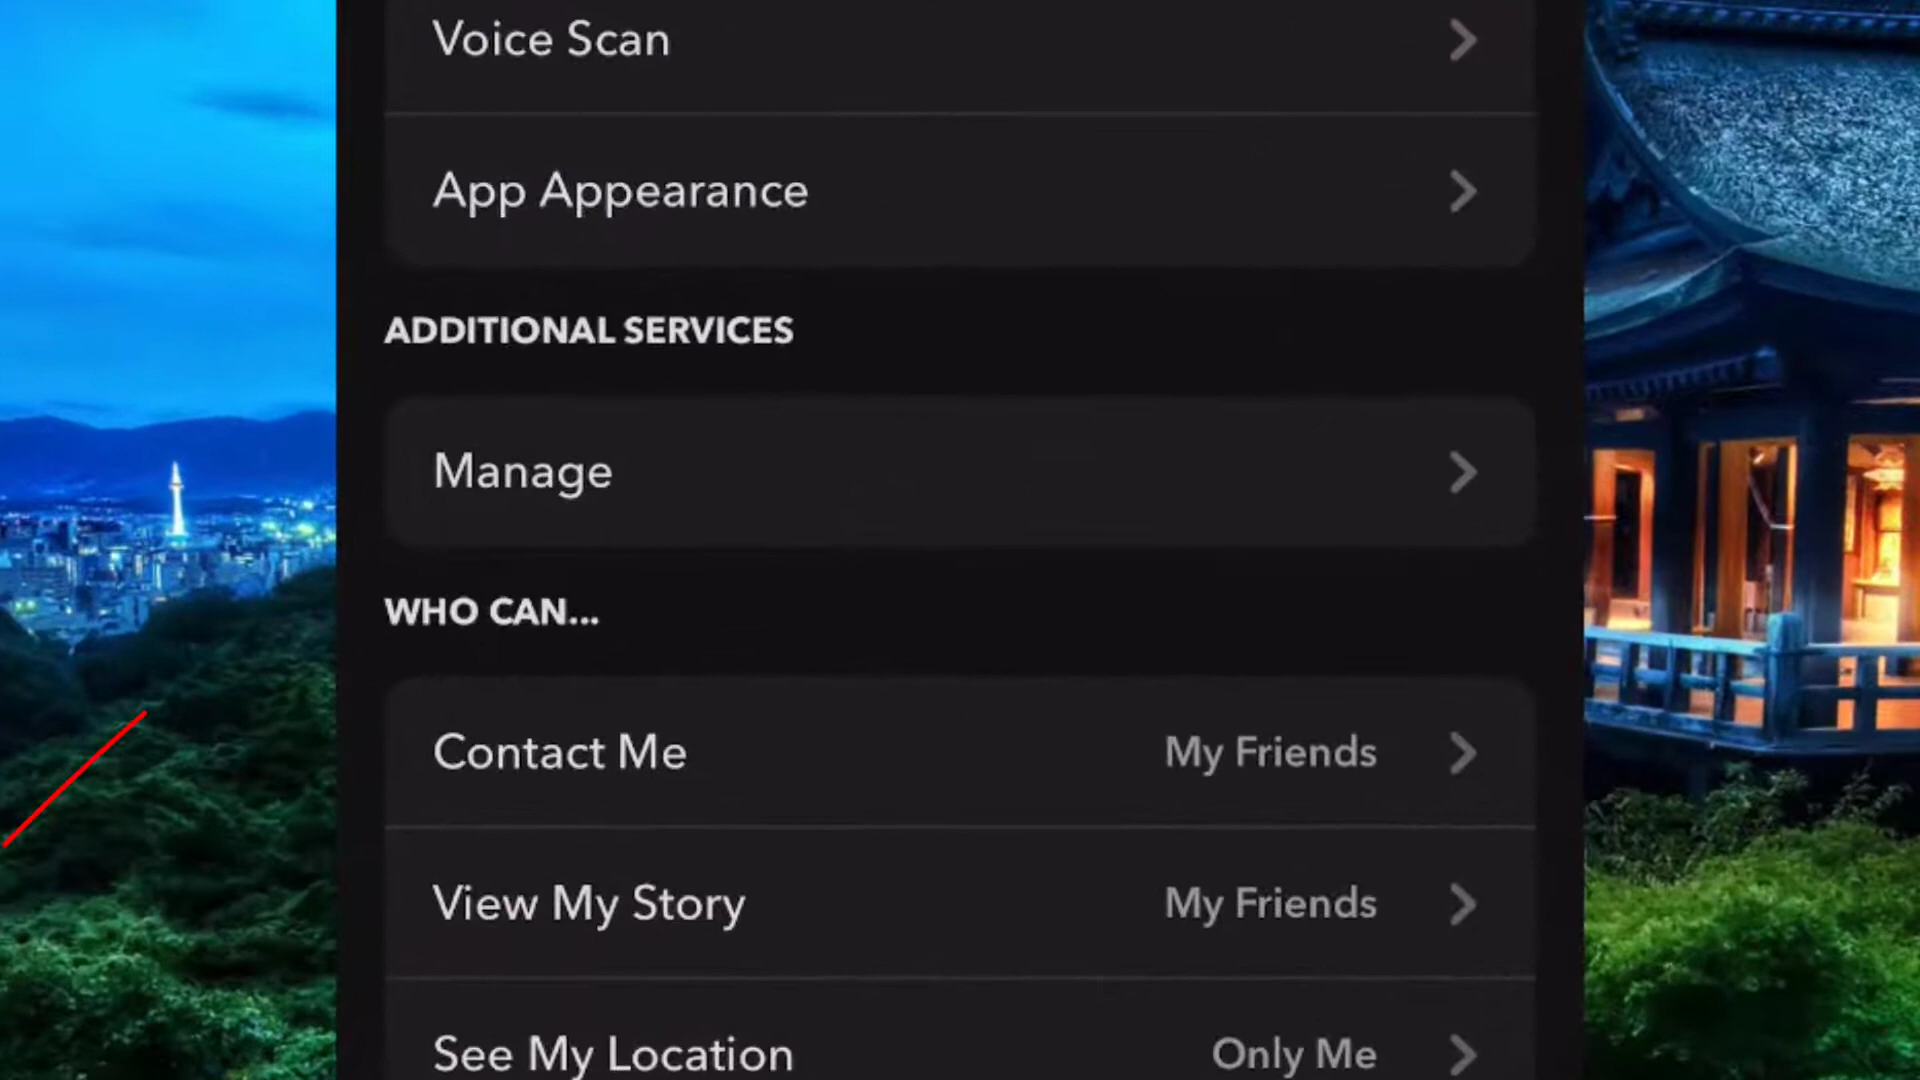 Voice Scan
App Appearance
ADDITIONAL SERVICES
Manage
WHO CAN...
Contact Me My Friends
View My Story My Friends
See My Location Only Me